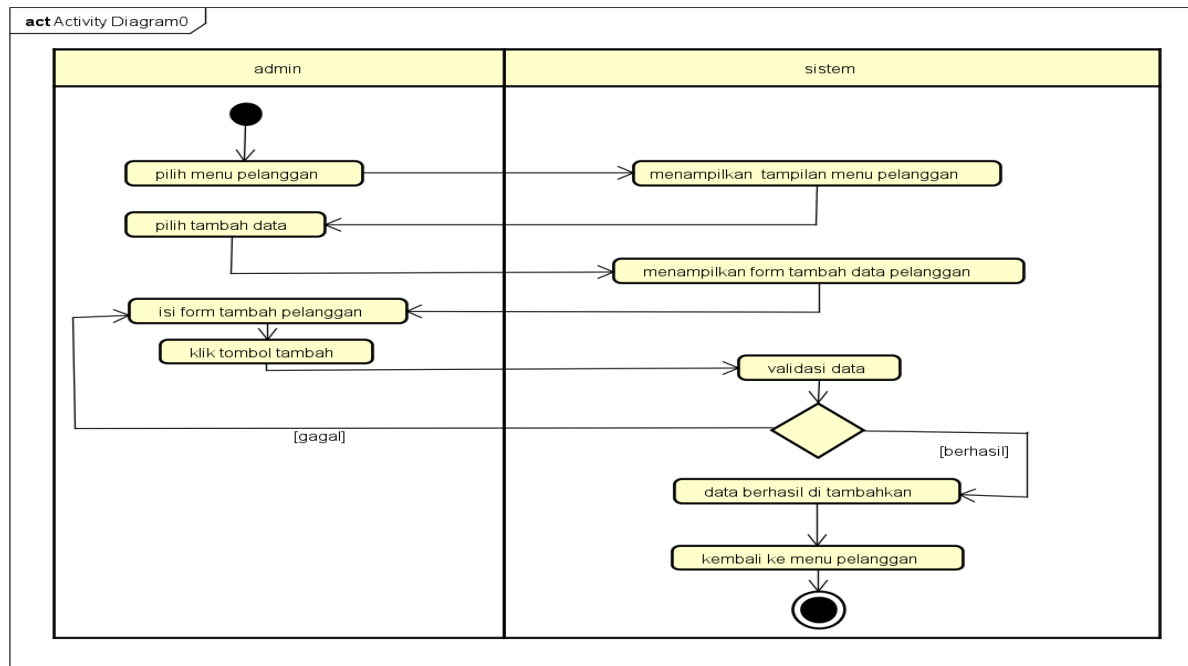 act Activity Diagram0
admin
sistem
pilih menu pelanggan
menampilkan tampilan menu pelanggan
pilih tambah data
menampilkan form tambah data pelanggan
isi form tambah pelanggan
klik tombol tambah
validasi data
[gagal]
[berhasil]
data berhasil di tambahkan
kembali ke menu pelanggan